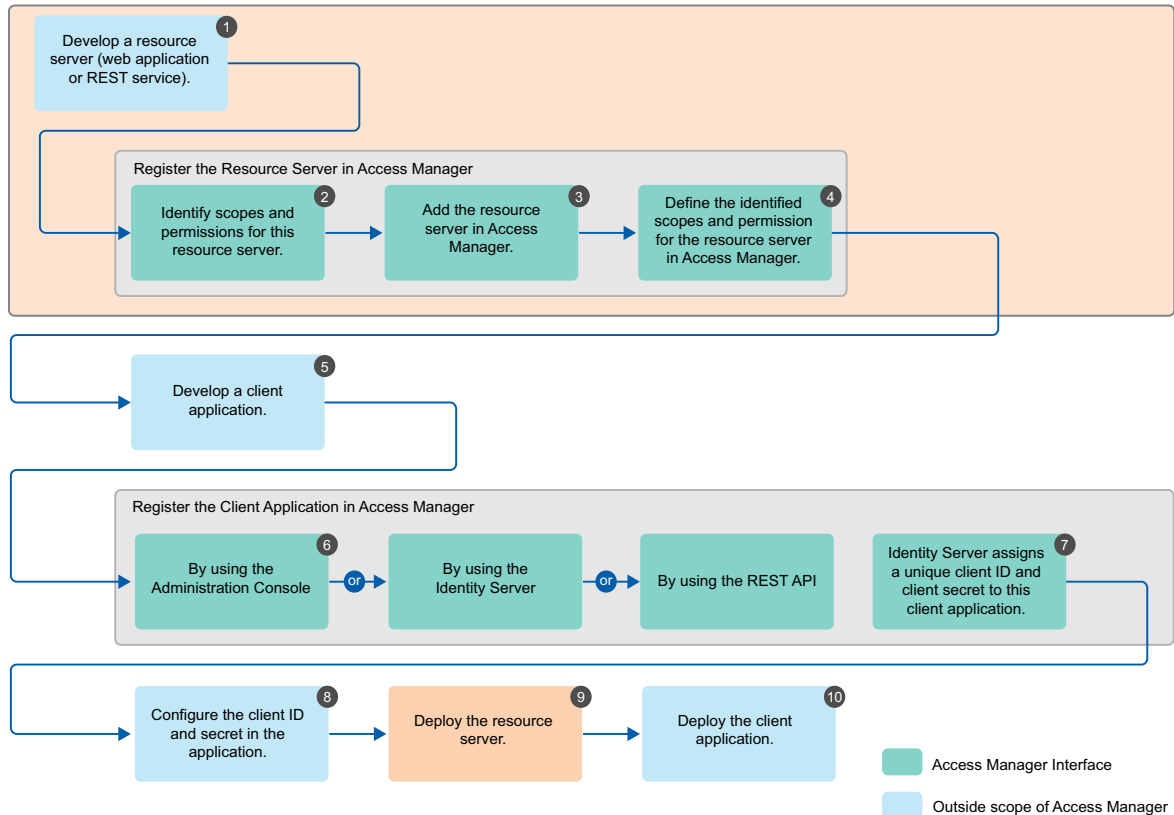 1
Develop a resource
server (web application
or REST service).
Register the Resource Server in Access Manager
2
Identify scopes and
permissions for this
resource server.
3
Add the resource
server in Access
Manager.
4
Define the identified
scopes and permission
for the resource server
in Access Manager.
5
Develop a client
application.
Register the Client Application in Access Manager
6
By using the
Administration Console
or
By using the
Identity Server
or
By using the REST API
7
Identity Server assigns
a unique client ID and
client secret to this
client application.
8
Configure the client ID
and secret in the
application.
9
Deploy the resource
server.
10
Deploy the client
application.
Access Manager Interface
Outside scope of Access Manager